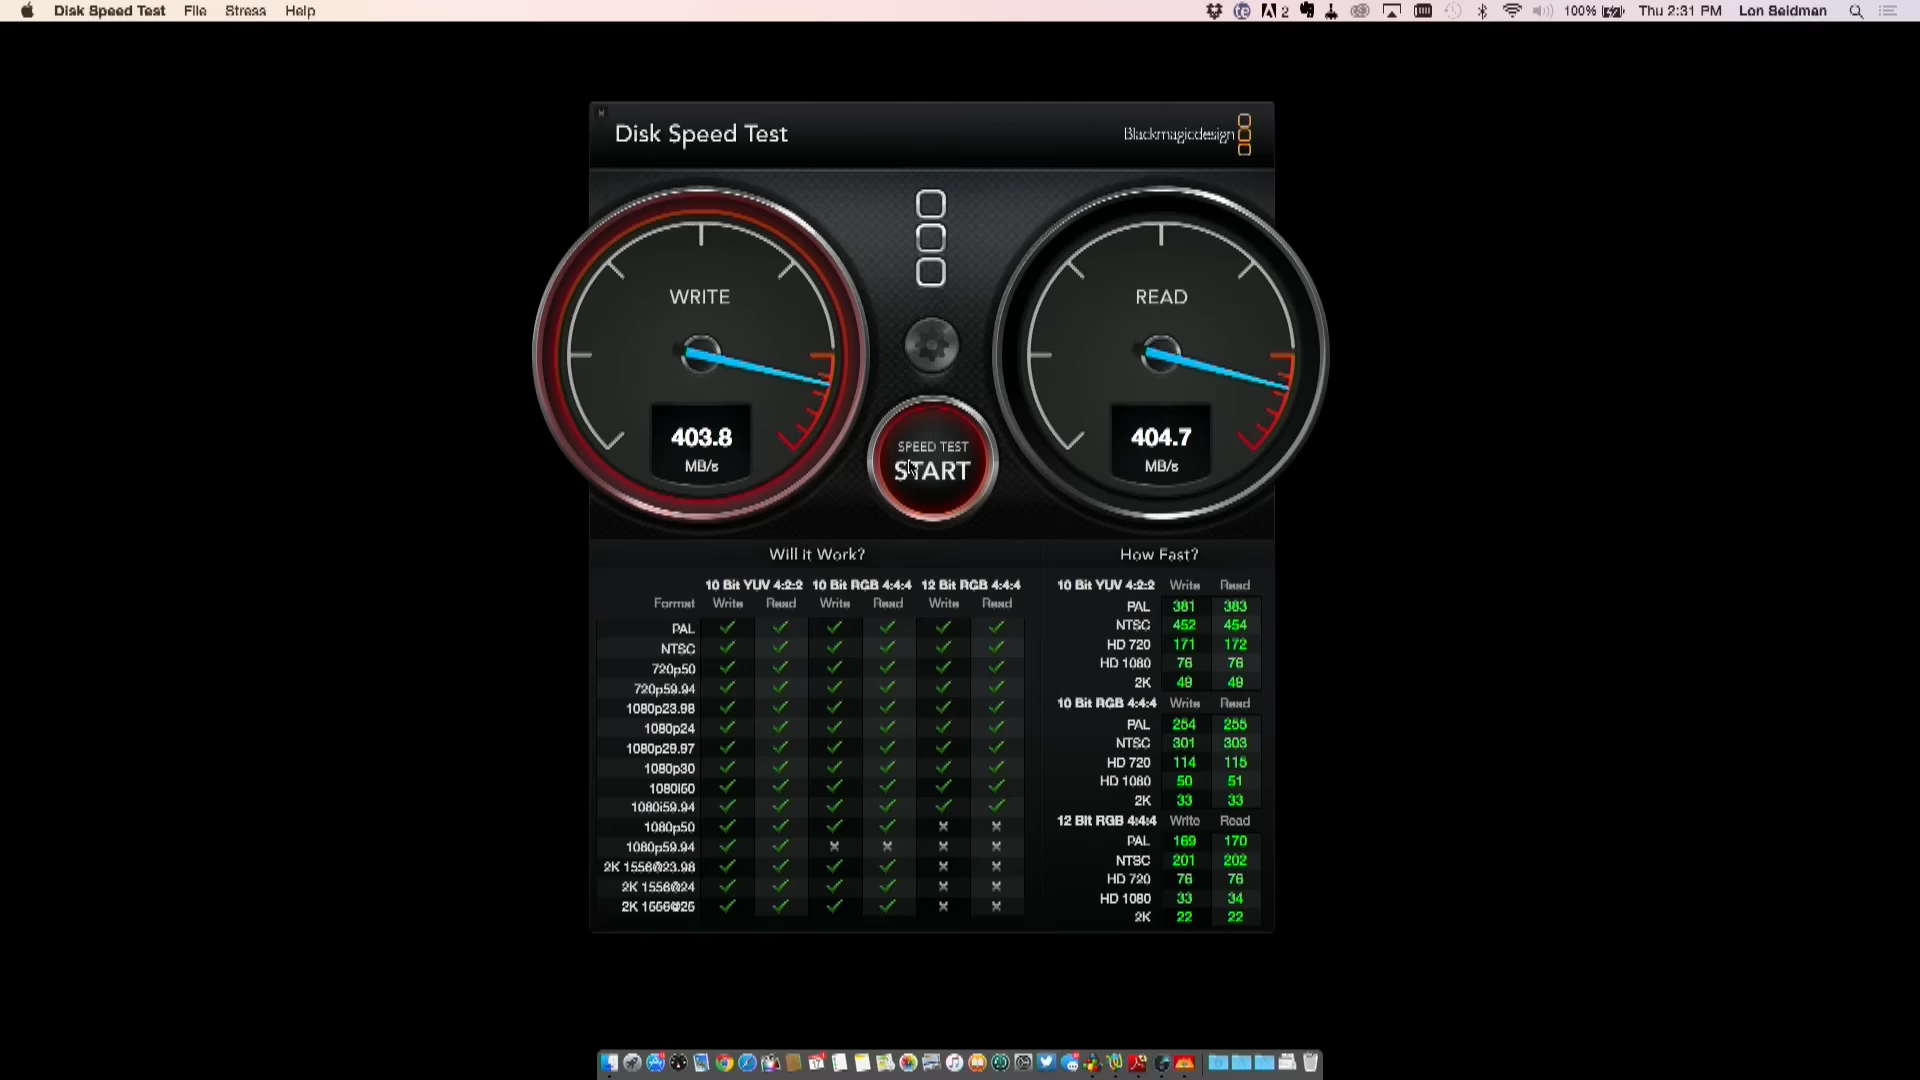 Disk Speed Test File Stress Help
2 100% Thu 2:31 PM Lon Seidman
Disk Speed Test
Blackmagicdesign
WRITE
403.8
MB/s
SPEED TEST
START
READ
404.7
MB/s
Will it Work?
10 Bit YUV 4:2:2 10 Bit RGB 4:4:4 12 Bit RGB 4:4:4
Format Write Read Write Read Write Read
PAL
NTSC
720p50
720p59.94
1080p23.98
1080p24
1080p29.97
1080p30
1080i50
1080i59.94
1080p50
1080p59.94
2K 1556@23.98
2K 1556@24
2K 1556@25
How Fast?
10 Bit YUV 4:2:2 Write Read
PAL 381 383
NTSC 452 454
HD 720 171 172
HD 1080 76 76
2K 49 49
10 Bit RGB 4:4:4 Write Read
PAL 254 255
NTSC 301 303
HD 720 114 115
HD 1080 50 51
2K 33 33
12 Bit RGB 4:4:4 Write Read
PAL 169 170
NTSC 201 202
HD 720 76 76
HD 1080 33 34
2K 22 22